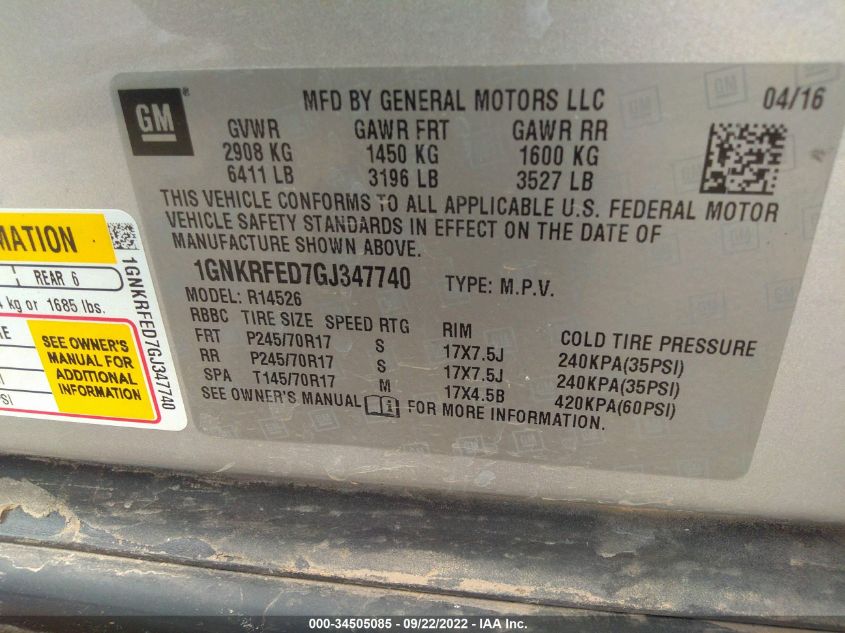 GM ®
MFD BY GENERAL MOTORS LLC 04/16
GVWR GAWR FRT GAWR RR
2908 KG 1450 KG 1600 KG
6411 LB 3196 LB 3527 LB
THIS VEHICLE CONFORMS TO ALL APPLICABLE U.S. FEDERAL MOTOR
VEHICLE SAFETY STANDARDS IN EFFECT ON THE DATE OF
MANUFACTURE SHOWN ABOVE.
1GNKRFED7GJ347740 TYPE: M.P.V.
MODEL: R14526
RBBC TIRE SIZE SPEED RTG RIM COLD TIRE PRESSURE
FRT P245/70R17 S 17X7.5J 240KPA(35PSI)
RR P245/70R17 S 17X7.5J 240KPA(35PSI)
SPA T145/70R17 M 17X4.5B 420KPA(60PSI)
SEE OWNER'S MANUAL FOR MORE INFORMATION.
REAR 6
kg or 1685 lbs.
SEE OWNER'S
MANUAL FOR
ADDITIONAL
INFORMATION
1GNKRFED7GJ347740
000-34505085 - 09/22/2022 - IAA Inc.